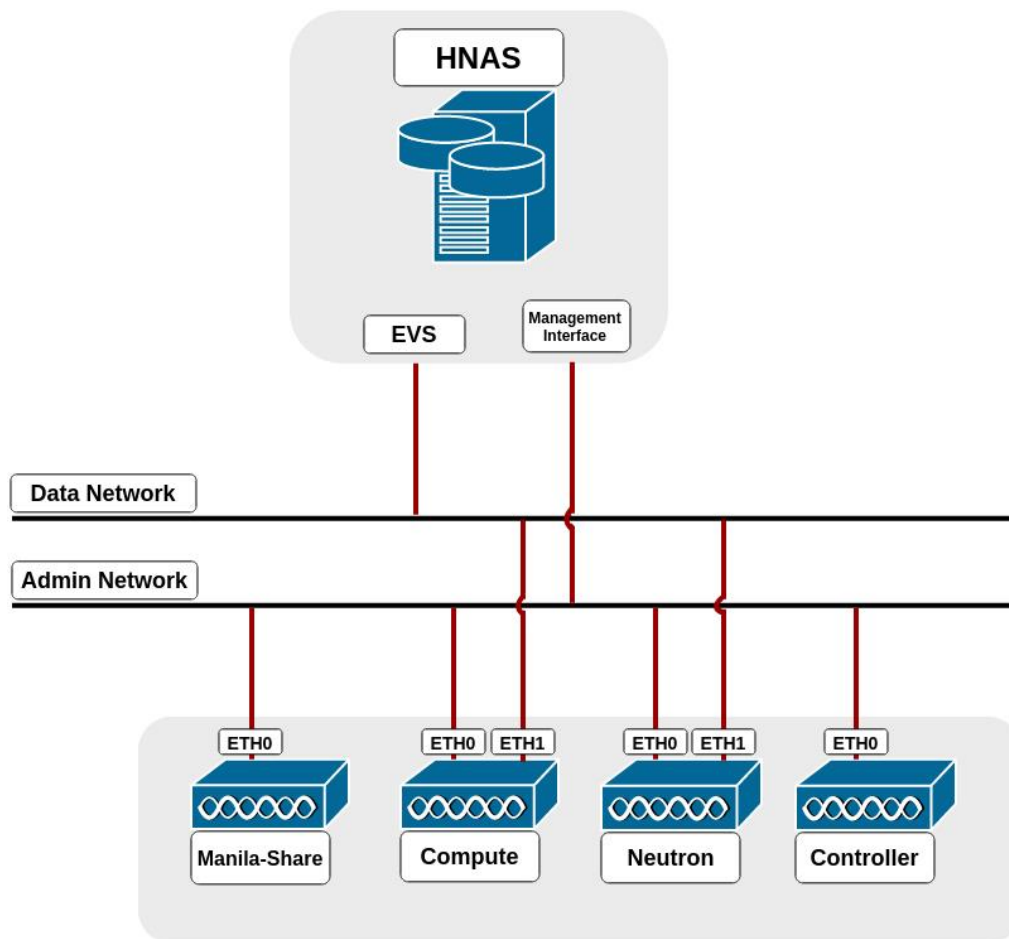 HNAS
EVS
Management
Interface
Data Network
Admin Network
ETH0
ETH0
ETH1
ETH0
ETH1
ETH0
Manila-Share
Compute
Neutron
Controller